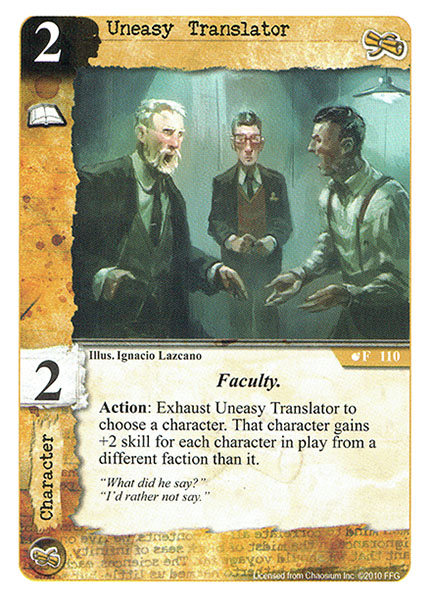 2
Uneasy Translator
Illus. Ignacio Lazcano
F 110
2
Character
Faculty.
Action: Exhaust Uneasy Translator to
choose a character. That character gains
+2 skill for each character in play from a
different faction than it.
“What did he say?”
“I’d rather not say.”
Licensed from Chaosium Inc. ©2010 FFG